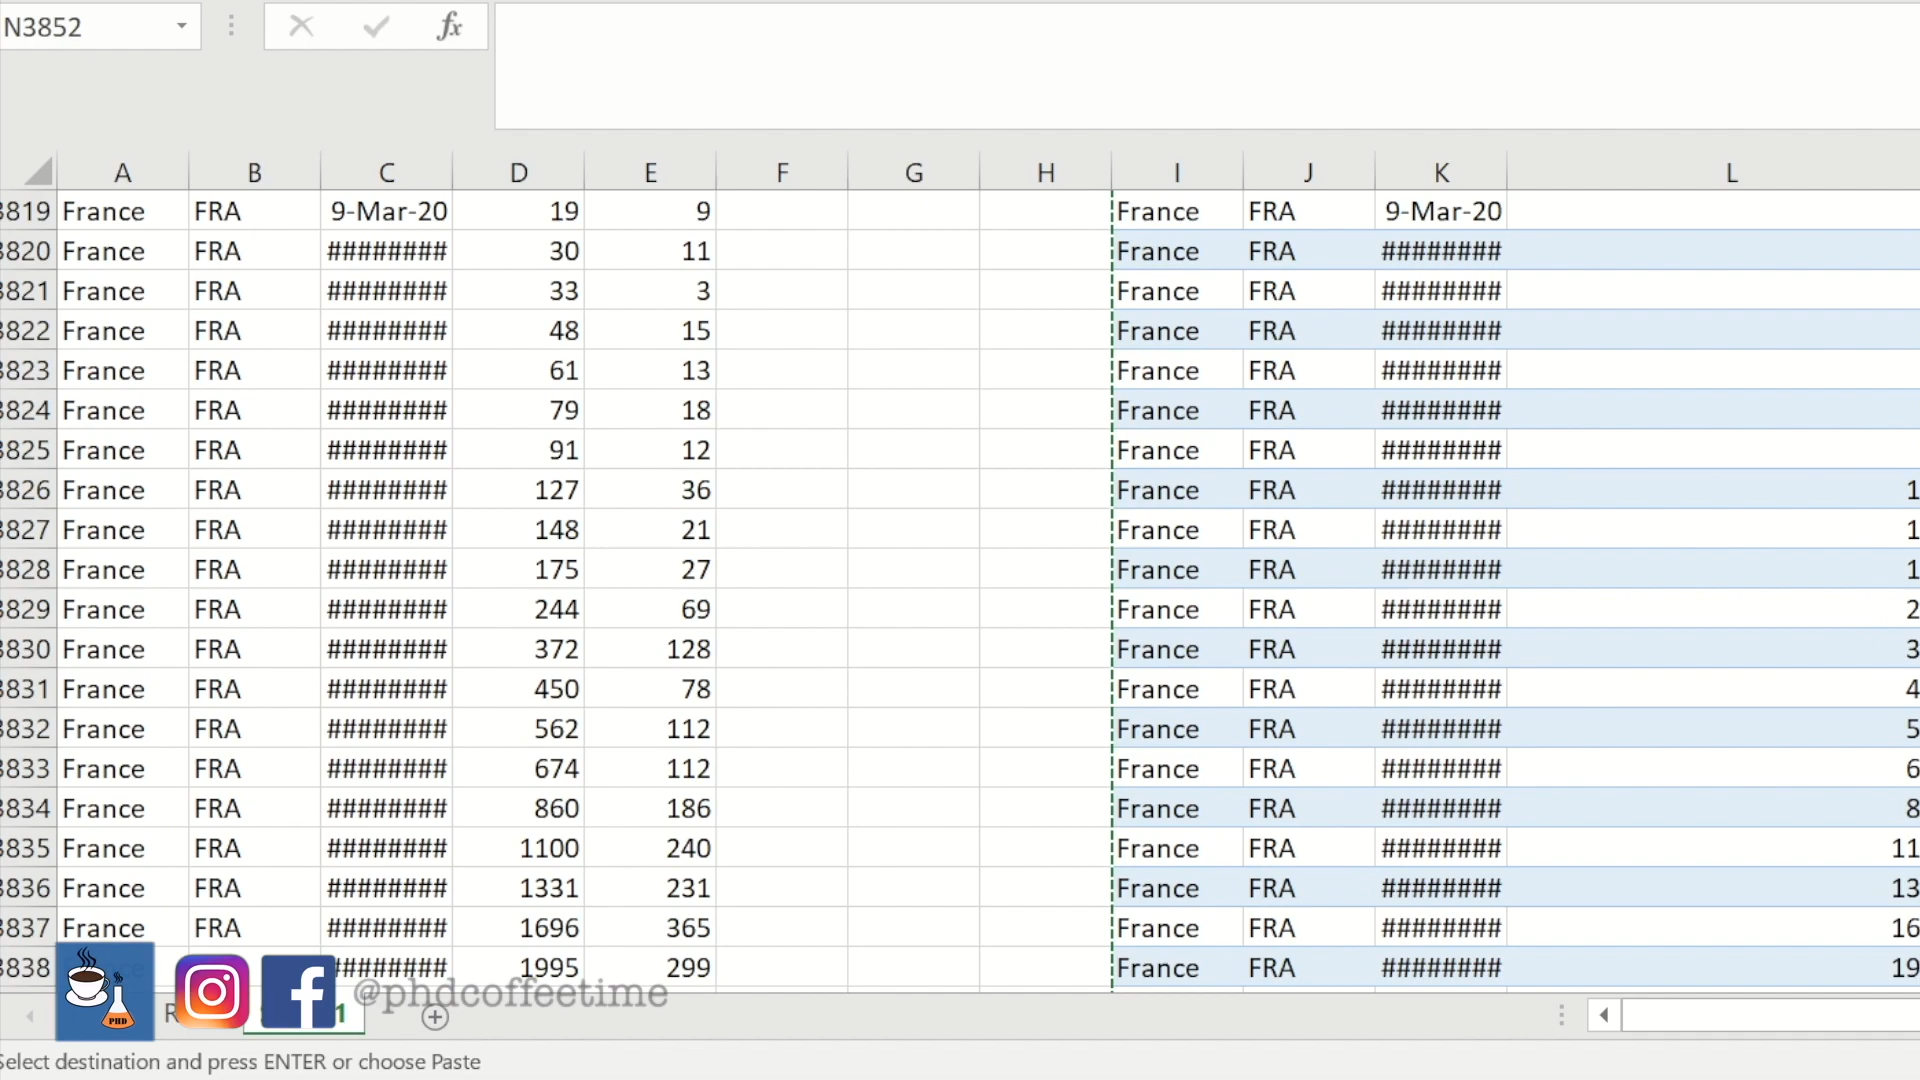 N3852 fx
A B C D E F G H I J K L
3819 France FRA 9-Mar-20 19 9 France FRA 9-Mar-20
3820 France FRA ######## 30 11 France FRA ########
3821 France FRA ######## 33 3 France FRA ########
3822 France FRA ######## 48 15 France FRA ########
3823 France FRA ######## 61 13 France FRA ########
3824 France FRA ######## 79 18 France FRA ########
3825 France FRA ######## 91 12 France FRA ########
3826 France FRA ######## 127 36 France FRA ######## 1
3827 France FRA ######## 148 21 France FRA ######## 1
3828 France FRA ######## 175 27 France FRA ######## 1
3829 France FRA ######## 244 69 France FRA ######## 2
3830 France FRA ######## 372 128 France FRA ######## 3
3831 France FRA ######## 450 78 France FRA ######## 4
3832 France FRA ######## 562 112 France FRA ######## 5
3833 France FRA ######## 674 112 France FRA ######## 6
3834 France FRA ######## 860 186 France FRA ######## 8
3835 France FRA ######## 1100 240 France FRA ######## 11
3836 France FRA ######## 1331 231 France FRA ######## 13
3837 France FRA ######## 1696 365 France FRA ######## 16
3838 ######## 1995 299 France FRA ######## 19
PHD f @phdcoffeetime
R 1
Select destination and press ENTER or choose Paste